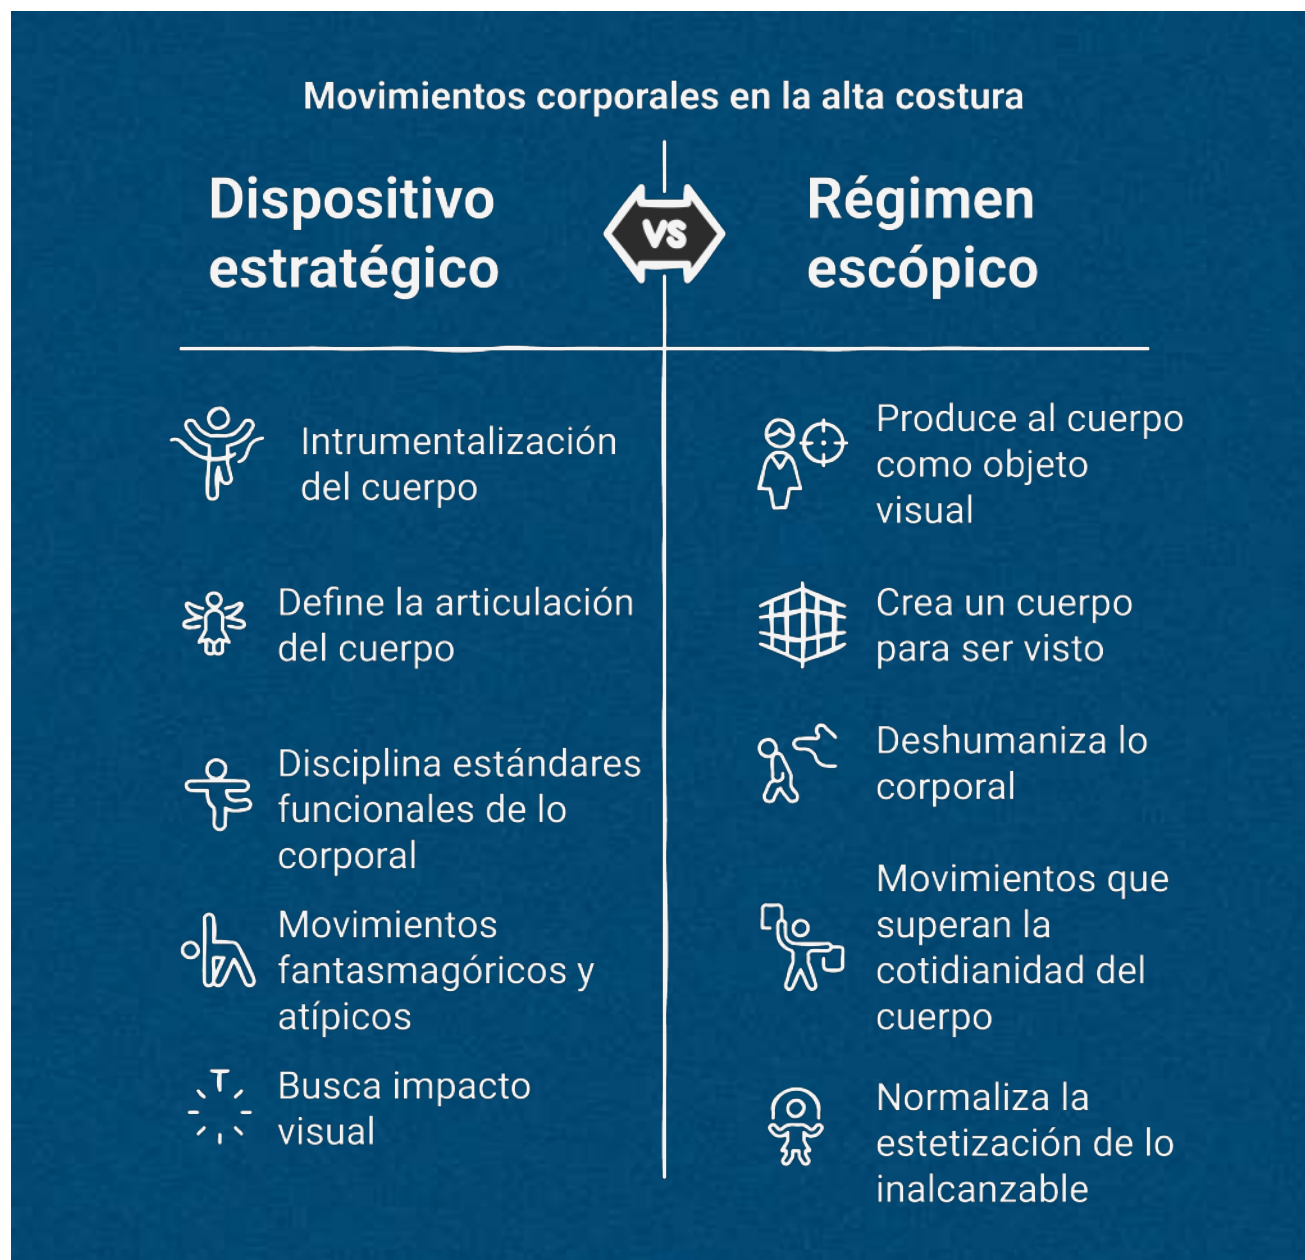 Movimientos corporales en la alta costura
Dispositivo
estratégico
VS
Régimen
escópico
Intrumentalización
del cuerpo
Define la articulación
del cuerpo
Disciplina estándares
funcionales de lo
corporal
Movimientos
fantasmagóricos y
atípicos
T
Busca impacto
visual
Produce al cuerpo
como objeto
visual
Crea un cuerpo
para ser visto
Deshumaniza lo
corporal
Movimientos que
superan la
cotidianidad del
cuerpo
Normaliza la
estetización de lo
inalcanzable